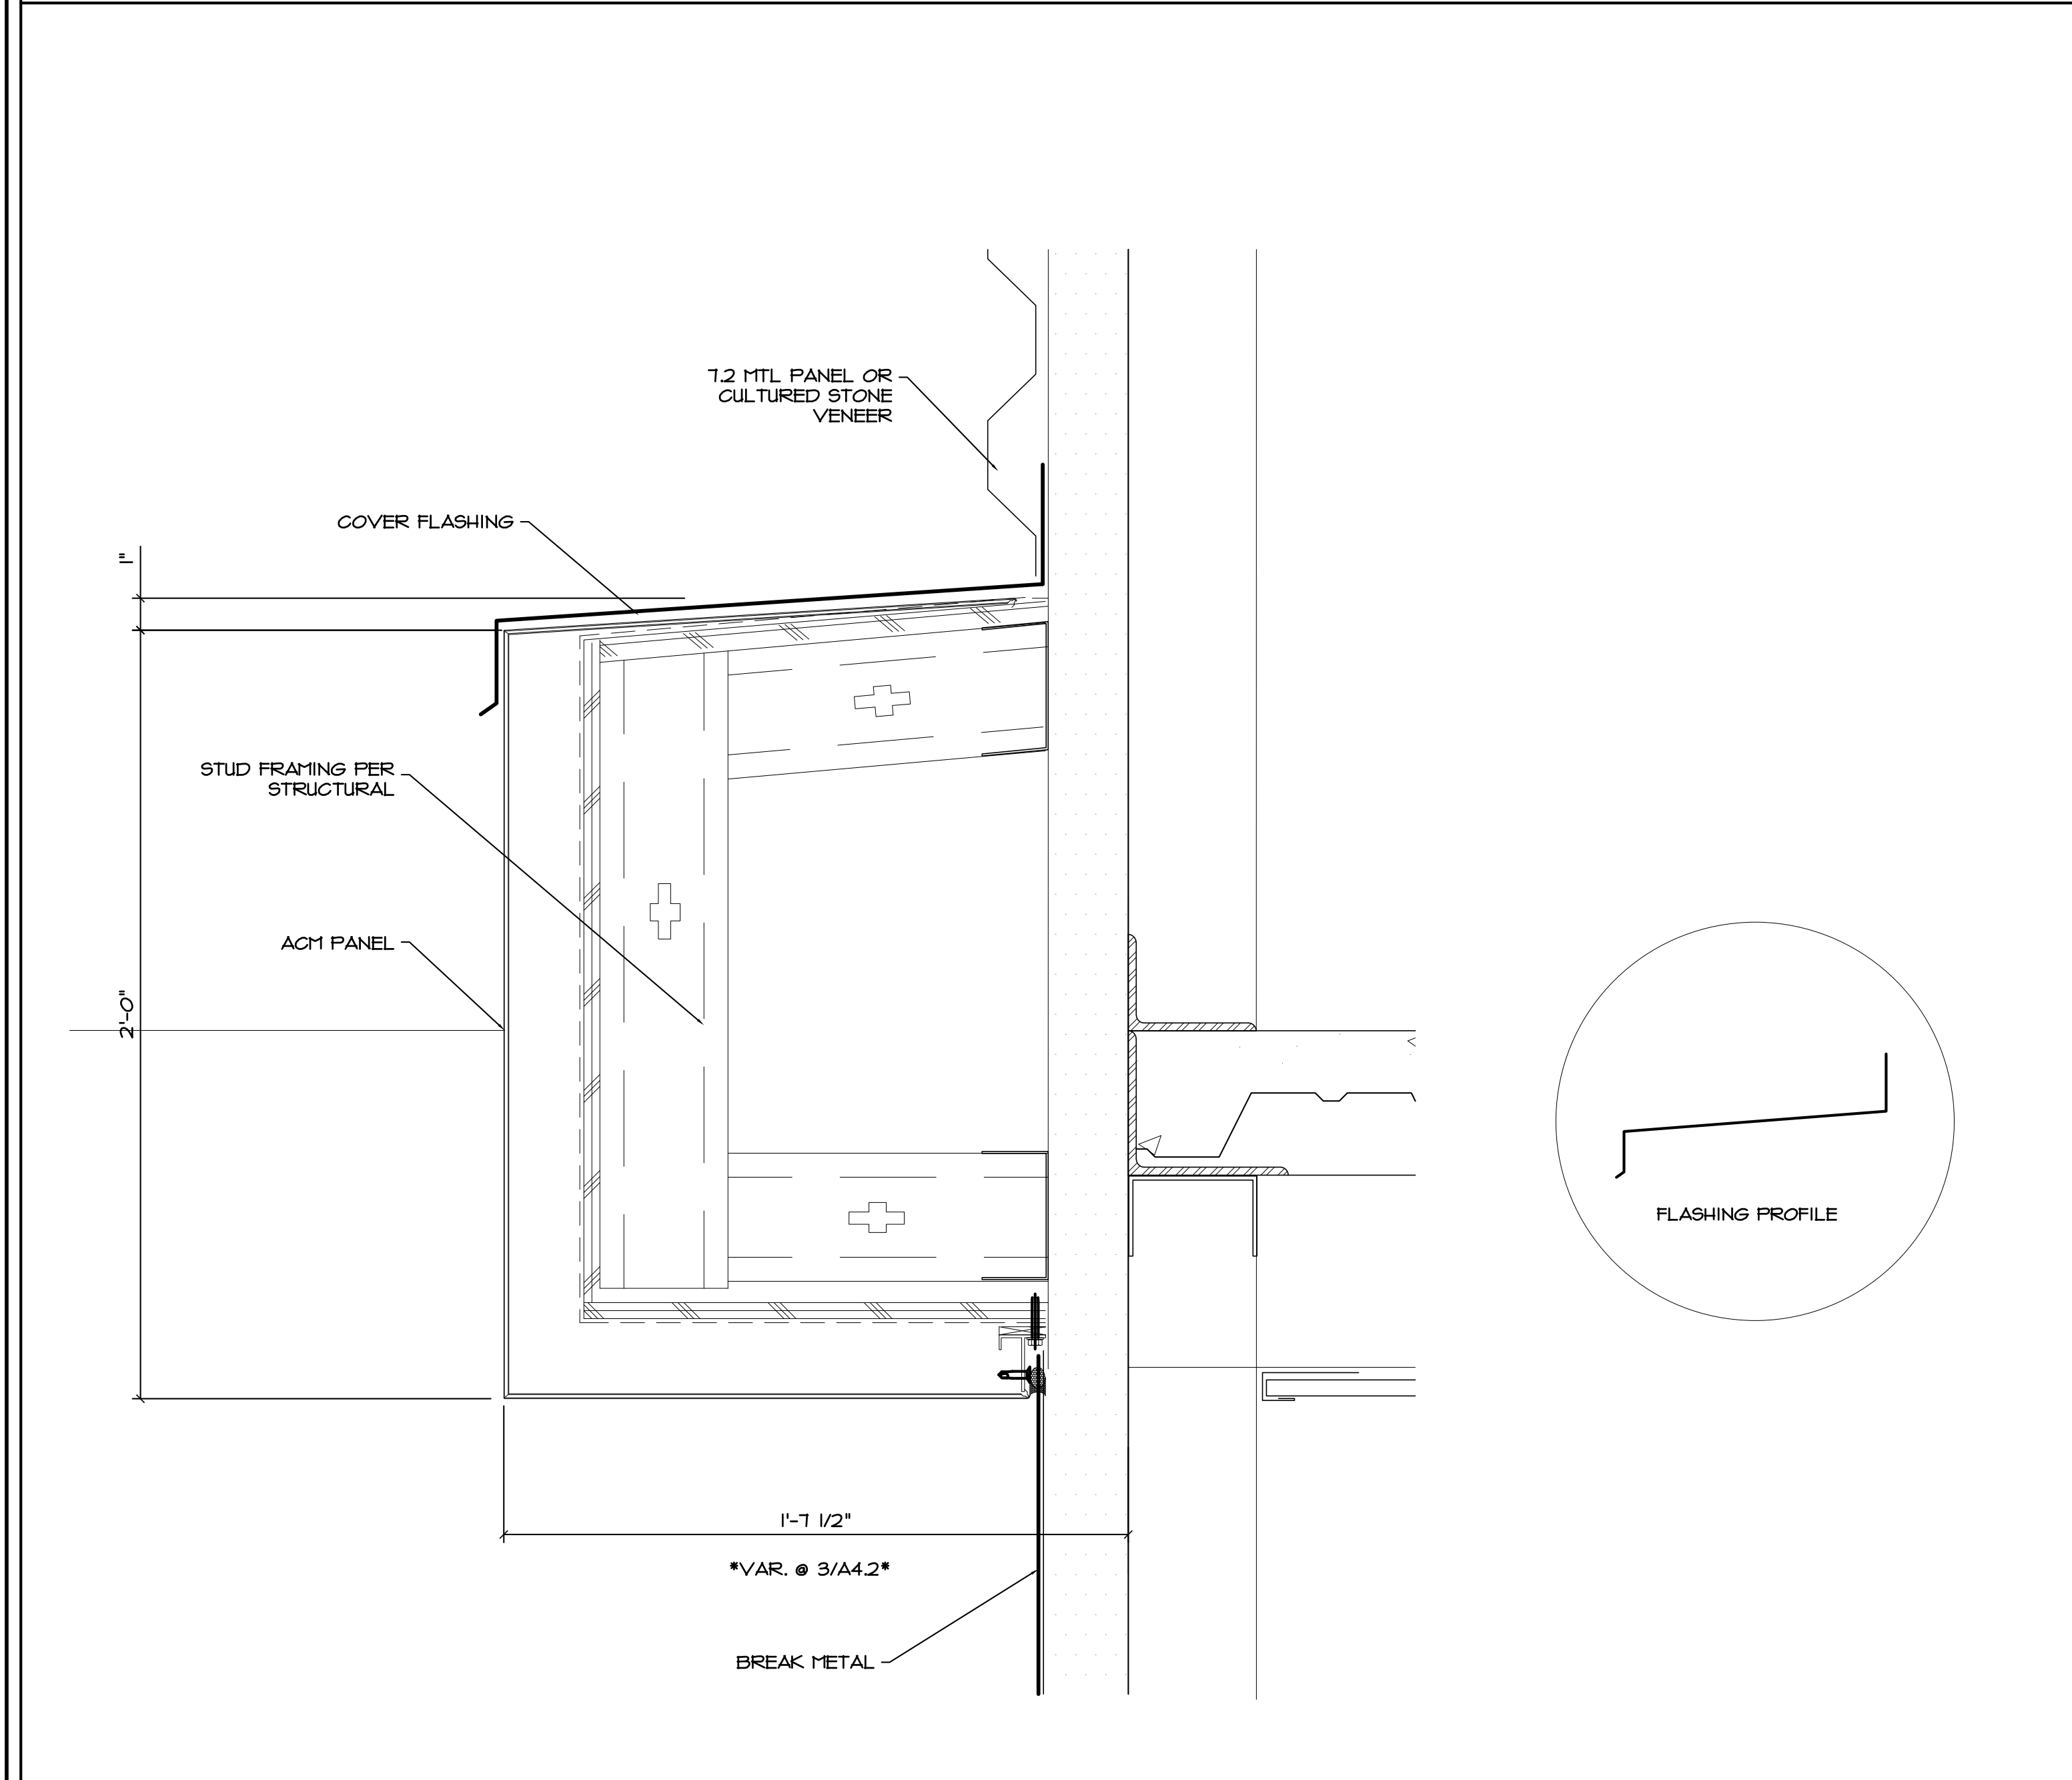 7.2 MTL PANEL OR
CULTURED STONE
VENEER
COVER FLASHING
1"
STUD FRAMING PER
STRUCTURAL
ACM PANEL
2'-0"
FLASHING PROFILE
1'-7 1/2"
*VAR. @ 3/A4.2*
BREAK METAL